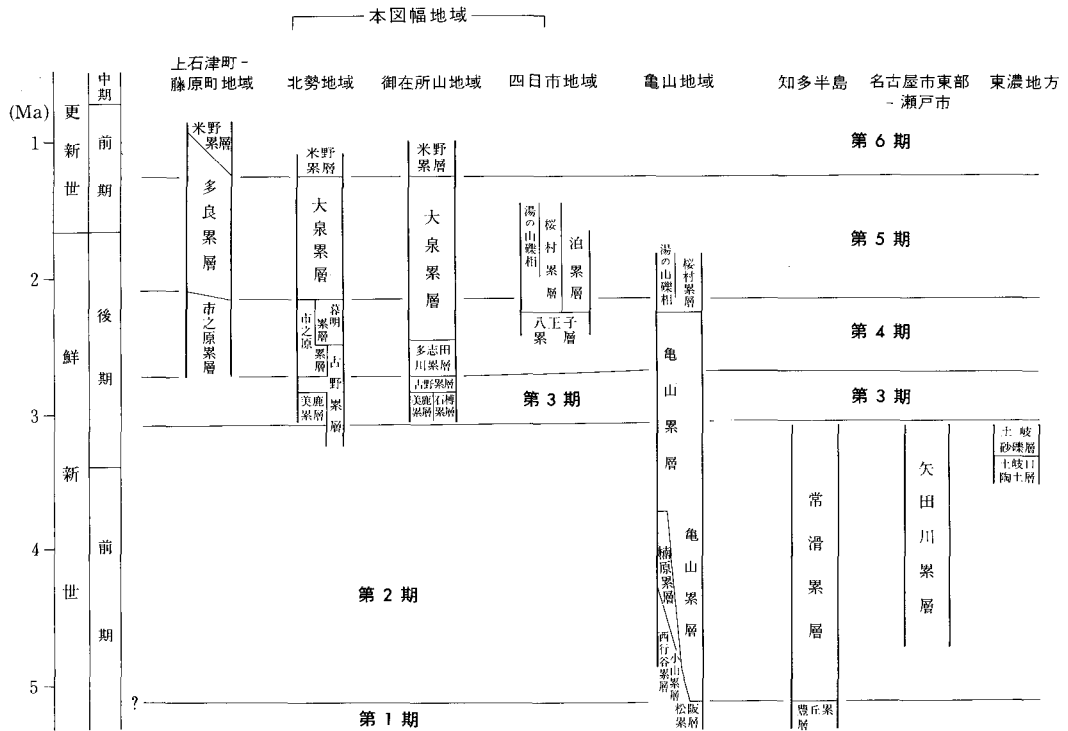 本図幅地域
上石津町－
藤原町地域
北勢地域
御在所山地域
四日市地域
亀山地域
知多半島
名古屋市東部
－瀬戸市
東濃地方
(Ma)
1
2
3
4
5
更新世
鮮新世
中期
前期
後期
前期
米野
累層
多良累層
市之原累層
米野
累層
大泉累層
市之原
累層
暮明
累層
古野累層
美鹿
累層
米野
累層
大泉累層
多志田
川累層
古野累層
美鹿
累層
石榑
累層
湯の山礫相
桜村累層
泊累層
八王子
累層
湯の山礫相
桜村累層
亀山累層
亀山累層
楠原累層
西行谷累層
小山累層
松阪
累層
常滑累層
豊丘累
層
矢田川累層
土岐
砂礫層
土岐口
陶土層
第6期
第5期
第4期
第3期
第3期
第2期
?
第1期